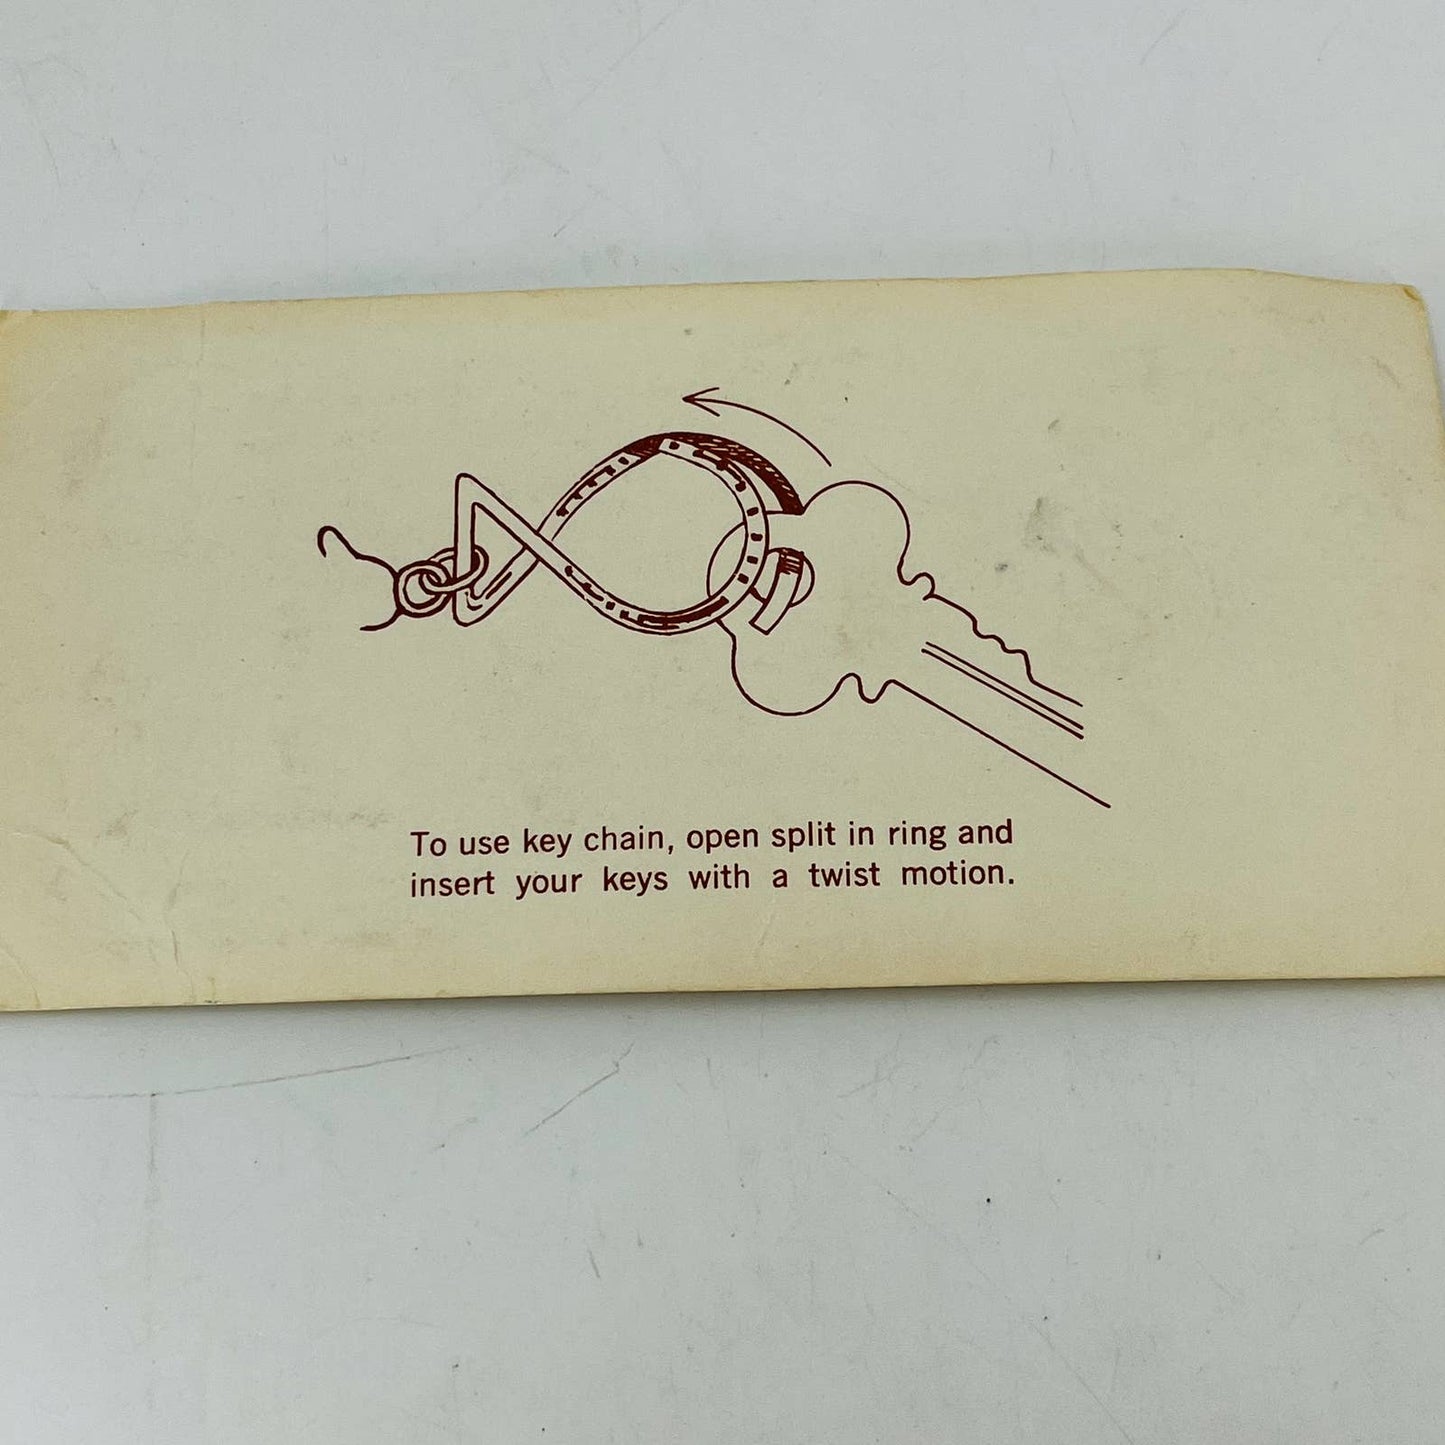 To use key chain, open split in ring and
insert your keys with a twist motion.